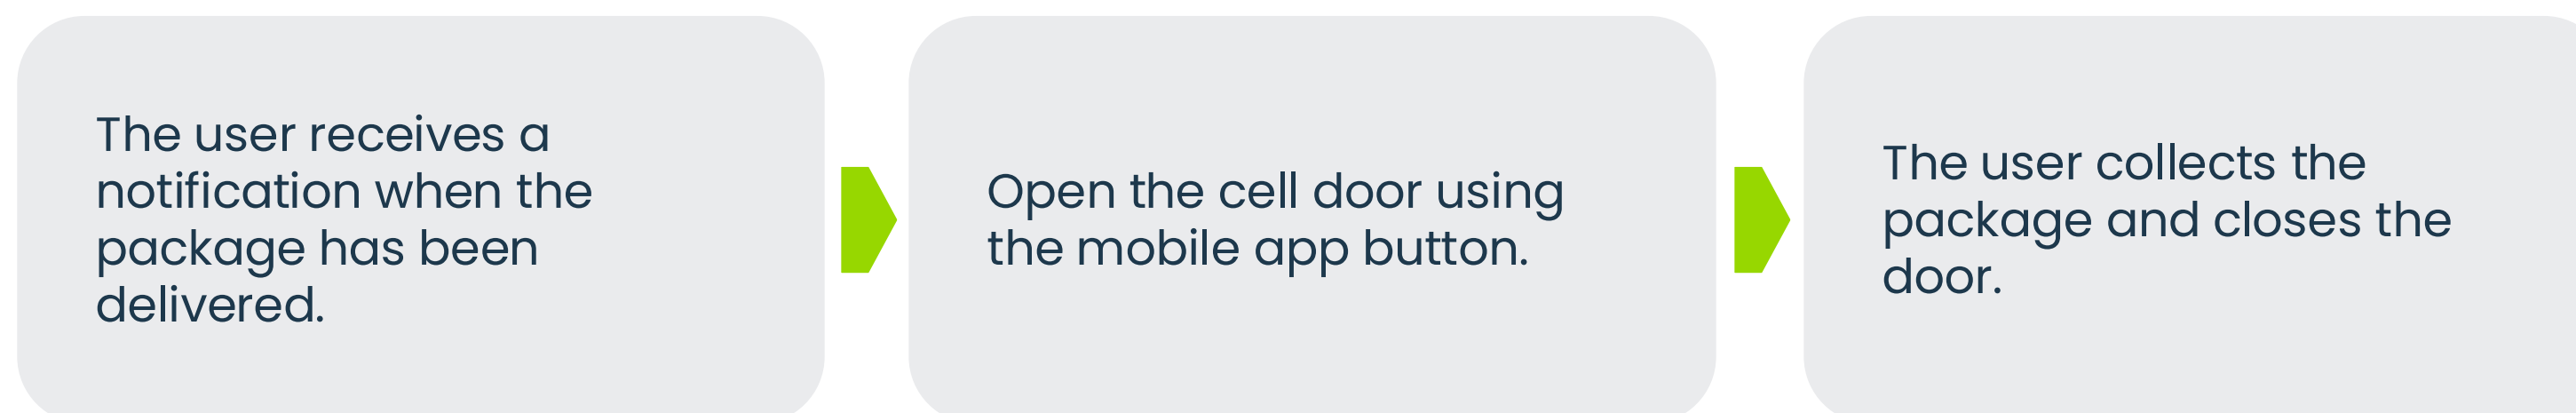 The user receives a
notification when the
package has been
delivered.
Open the cell door using
the mobile app button.
The user collects the
package and closes the
door.